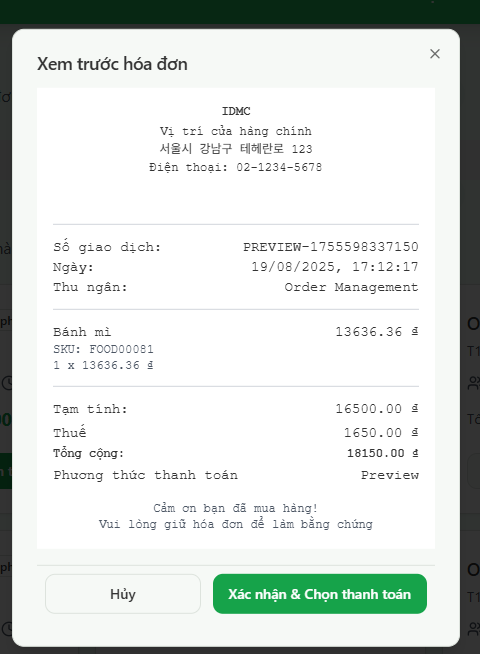 Xem trước hóa đơn
IDMC
Vị trí cửa hàng chính
서울시 강남구 테헤란로 123
Điện thoại: 02-1234-5678
Số giao dịch: PREVIEW-1755598337150
Ngày: 19/08/2025, 17:12:17
Thu ngân: Order Management
Bánh mì 13636.36 ₫
SKU: FOOD00081
1 x 13636.36 ₫
Tạm tính: 16500.00 ₫
Thuế 1650.00 ₫
Tổng cộng: 18150.00 ₫
Phương thức thanh toán Preview
Cảm ơn bạn đã mua hàng!
Vui lòng giữ hóa đơn để làm bằng chứng
Hủy
Xác nhận & Chọn thanh toán